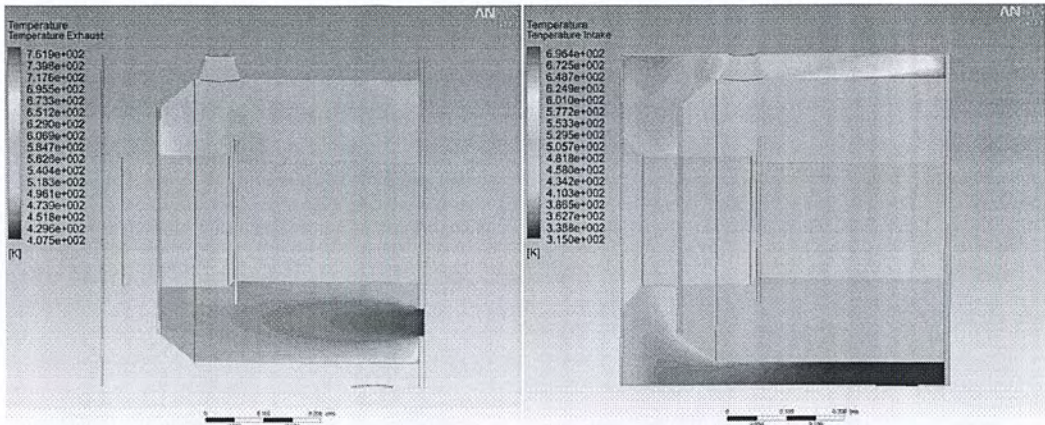 AN
Temperature
Temperature Exhaust
7.619e+002
7.398e+002
7.176e+002
6.955e+002
6.733e+002
6.512e+002
6.290e+002
6.069e+002
5.847e+002
5.626e+002
5.404e+002
5.183e+002
4.961e+002
4.739e+002
4.518e+002
4.296e+002
4.075e+002
[K]
0
AN
Temperature
Temperature Intake
6.964e+002
6.725e+002
6.487e+002
6.249e+002
6.010e+002
5.772e+002
5.533e+002
5.295e+002
5.057e+002
4.818e+002
4.580e+002
4.342e+002
4.103e+002
3.865e+002
3.627e+002
3.388e+002
3.150e+002
[K]
0